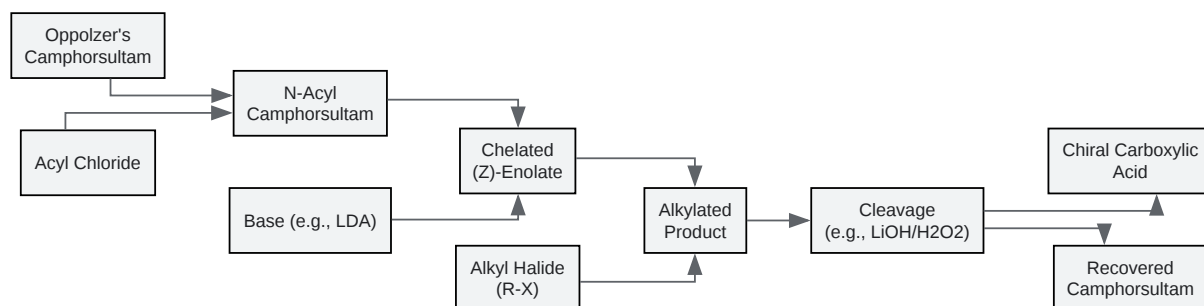 Oppolzer's
Camphorsultam
Acyl Chloride
N-Acyl
Camphorsultam
Base (e.g., LDA)
Chelated
(Z)-Enolate
Alkyl Halide
(R-X)
Alkylated
Product
Cleavage
(e.g., LiOH/H2O2)
Chiral Carboxylic
Acid
Recovered
Camphorsultam